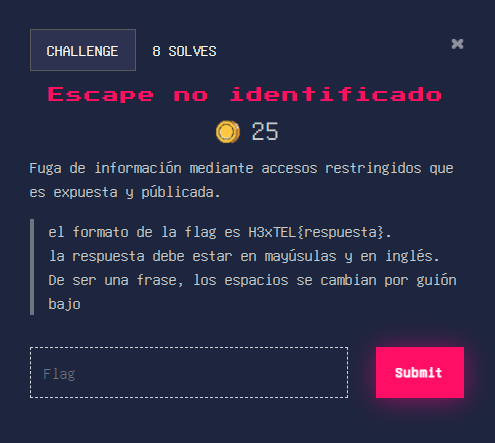 CHALLENGE 8 SOLVES ✖
Escape no identificado
25
Fuga de información mediante accesos restringidos que
es expuesta y públicada.
el formato de la flag es H3xTEL{respuesta}.
la respuesta debe estar en mayúsulas y en inglés.
De ser una frase, los espacios se cambian por guión
bajo
Flag
Submit